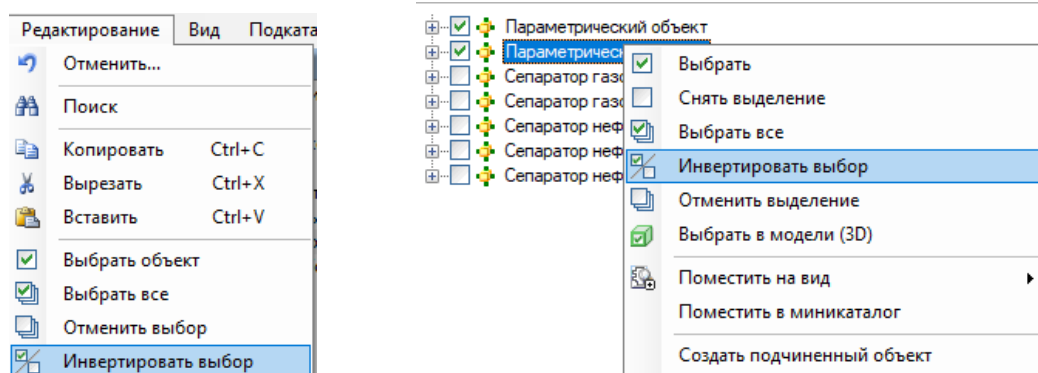 Редактирование Вид Подката
Отменить...
Поиск
Копировать Ctrl+C
Вырезать Ctrl+X
Вставить Ctrl+V
Выбрать объект
Выбрать все
Отменить выбор
Инвертировать выбор
Параметрический объект
Параметрическ
Сепаратор газо
Сепаратор газо
Сепаратор неф
Сепаратор неф
Сепаратор неф
Выбрать
Снять выделение
Выбрать все
Инвертировать выбор
Отменить выделение
Выбрать в модели (3D)
Поместить на вид
Поместить в миникаталог
Создать подчиненный объект